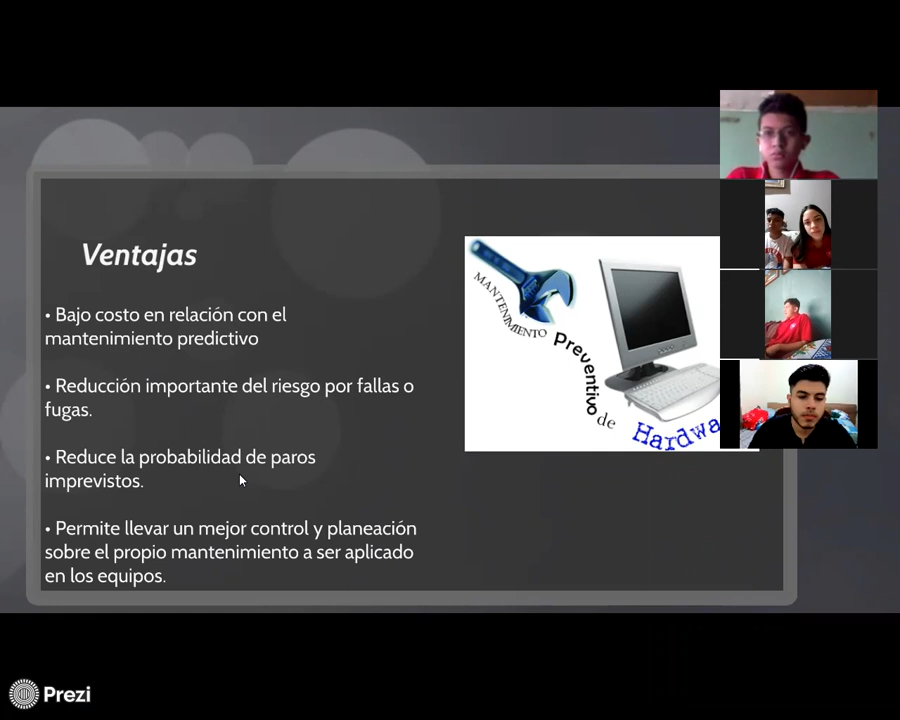 Ventajas
• Bajo costo en relación con el
mantenimiento predictivo
• Reducción importante del riesgo por fallas o
fugas.
• Reduce la probabilidad de paros
imprevistos.
• Permite llevar un mejor control y planeación
sobre el propio mantenimiento a ser aplicado
en los equipos.
MANTENIMIENTO
Preventivo
de
Hardwa
Prezi